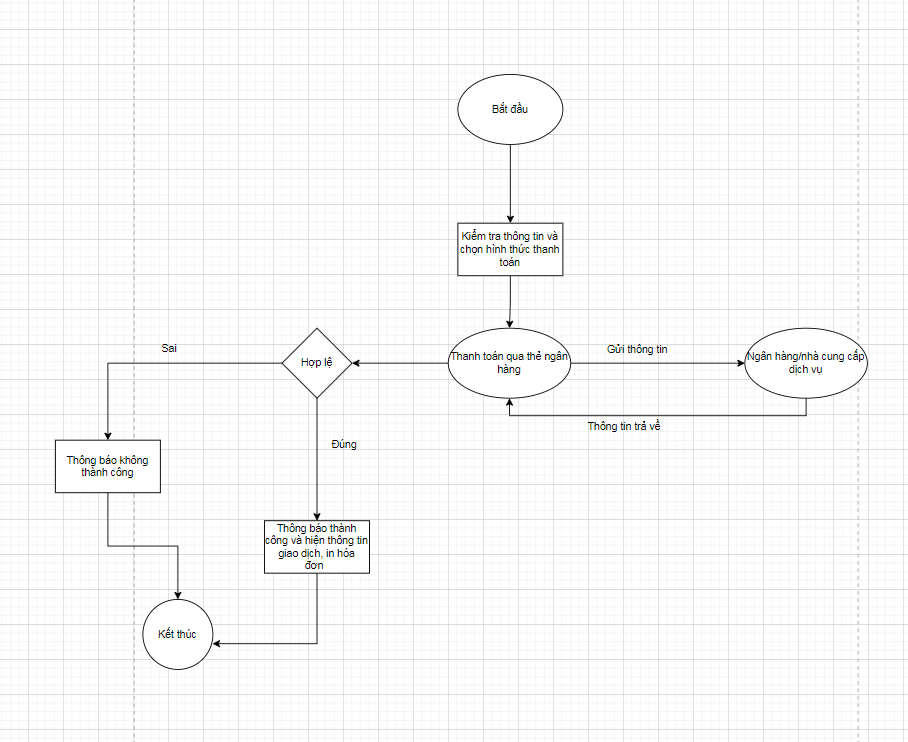 Bắt đầu
Kiểm tra thông tin và
chọn hình thức thanh
toán
Sai
Hợp lệ
Thanh toán qua thẻ ngân
hàng
Gửi thông tin
Ngân hàng/nhà cung cấp
dịch vụ
Thông tin trả về
Đúng
Thông báo không
thành công
Thông báo thành
công và hiện thông tin
giao dịch, in hóa
đơn
Kết thúc